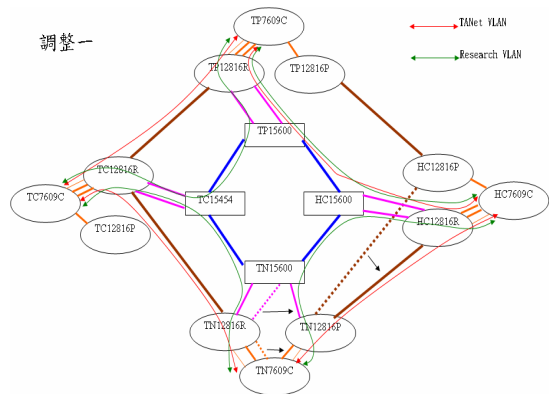 TP7609C
TANet VLAN
調整一
Research VLAN
TP12816R
TP12816P
TP15600
TC12816R
HC12816P
TC7609C
TC15454
HC15600
HC7609C
TC12816P
HC12816R
TN15600
TN12816R
TN12816P
TN7609C